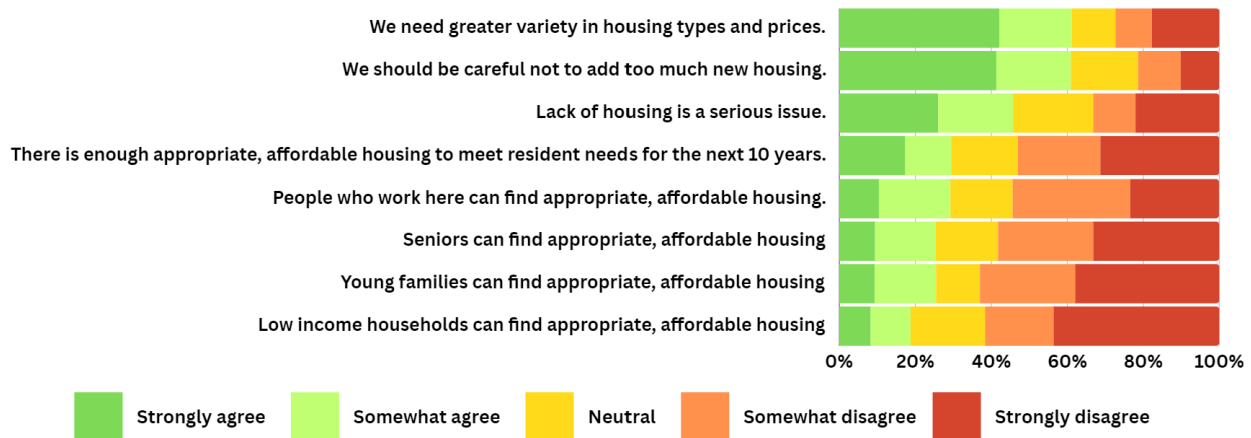 We need greater variety in housing types and prices.
We should be careful not to add too much new housing.
Lack of housing is a serious issue.
There is enough appropriate, affordable housing to meet resident needs for the next 10 years.
People who work here can find appropriate, affordable housing.
Seniors can find appropriate, affordable housing
Young families can find appropriate, affordable housing
Low income households can find appropriate, affordable housing
0% 20% 40% 60% 80% 100%
Strongly agree Somewhat agree Neutral Somewhat disagree Strongly disagree